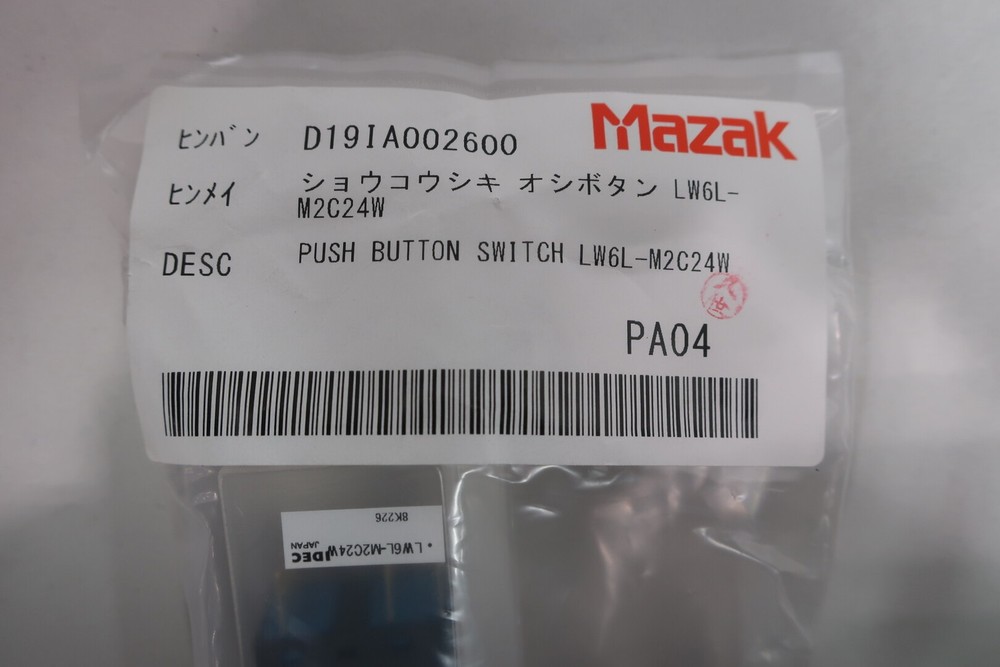 Mazak
ヒンバン D19IA002600
ヒンメイ ショウコウシキ オシボタン LW6L-
M2C24W
DESC PUSH BUTTON SWITCH LW6L-M2C24W
PA04
• LW6L-M2C24W IDEC
JAPAN
8K226